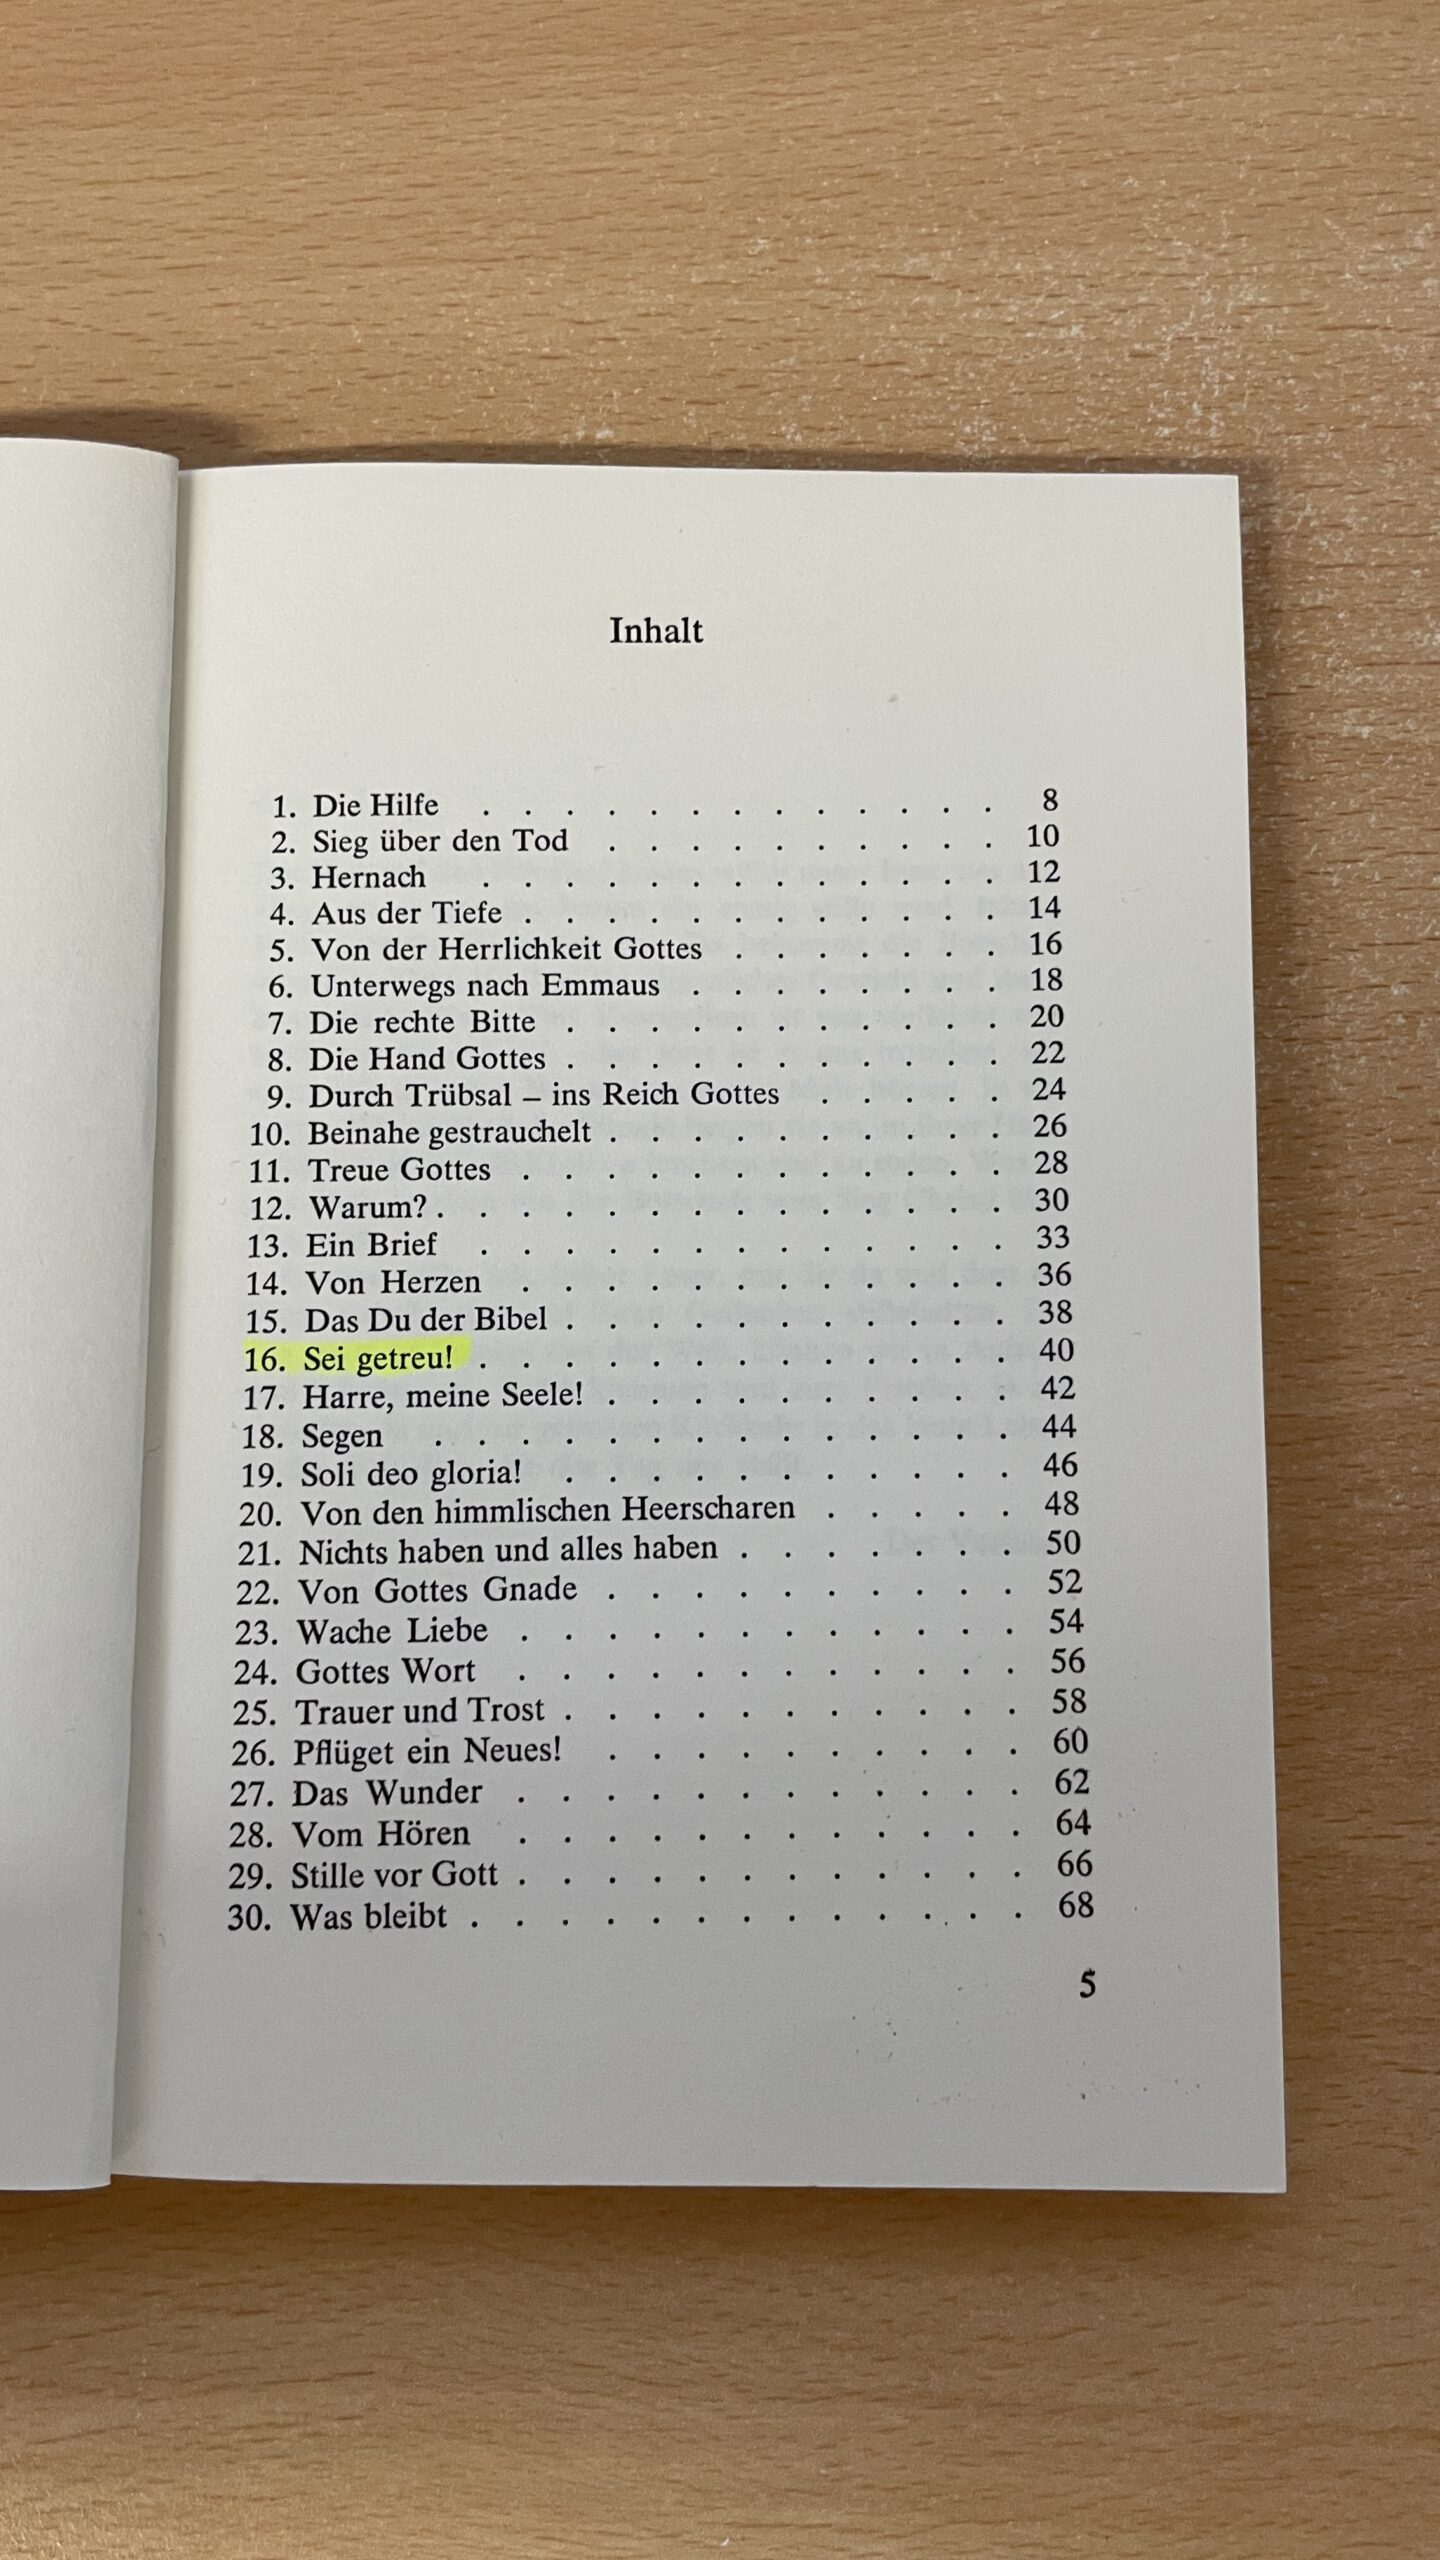 Inhalt
1. Die Hilfe . . . . . . . . . . . . . 8
2. Sieg über den Tod . . . . . . . . . . 10
3. Hernach . . . . . . . . . . . . . 12
4. Aus der Tiefe . . . . . . . . . . . . 14
5. Von der Herrlichkeit Gottes . . . . . . . 16
6. Unterwegs nach Emmaus . . . . . . . . 18
7. Die rechte Bitte . . . . . . . . . . . 20
8. Die Hand Gottes . . . . . . . . . . . 22
9. Durch Trübsal – ins Reich Gottes . . . . . 24
10. Beinahe gestrauchelt . . . . . . . . . . 26
11. Treue Gottes . . . . . . . . . . . . 28
12. Warum? . . . . . . . . . . . . . . 30
13. Ein Brief . . . . . . . . . . . . . 33
14. Von Herzen . . . . . . . . . . . . 36
15. Das Du der Bibel . . . . . . . . . . . 38
16. Sei getreu! . . . . . . . . . . . . . 40
17. Harre, meine Seele! . . . . . . . . . . 42
18. Segen . . . . . . . . . . . . . . 44
19. Soli deo gloria! . . . . . . . . . . . 46
20. Von den himmlischen Heerscharen . . . . . 48
21. Nichts haben und alles haben . . . . . . . 50
22. Von Gottes Gnade . . . . . . . . . . 52
23. Wache Liebe . . . . . . . . . . . . 54
24. Gottes Wort . . . . . . . . . . . . 56
25. Trauer und Trost . . . . . . . . . . . 58
26. Pflüget ein Neues! . . . . . . . . . . 60
27. Das Wunder . . . . . . . . . . . . 62
28. Vom Hören . . . . . . . . . . . . 64
29. Stille vor Gott . . . . . . . . . . . . 66
30. Was bleibt . . . . . . . . . . . . . 68
5